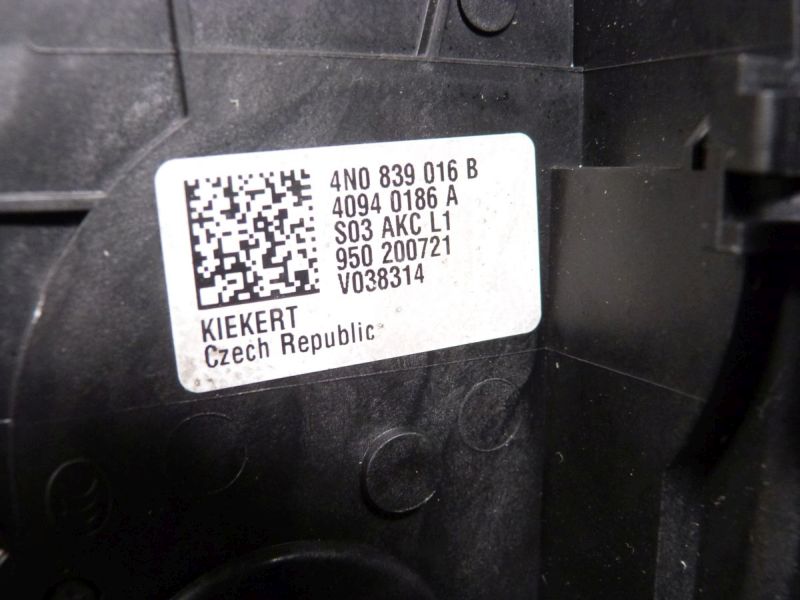 4N0 839 016 B
4094 0186 A
S03 AKC L1
950 200721
V038314
KIEKERT
Czech Republic